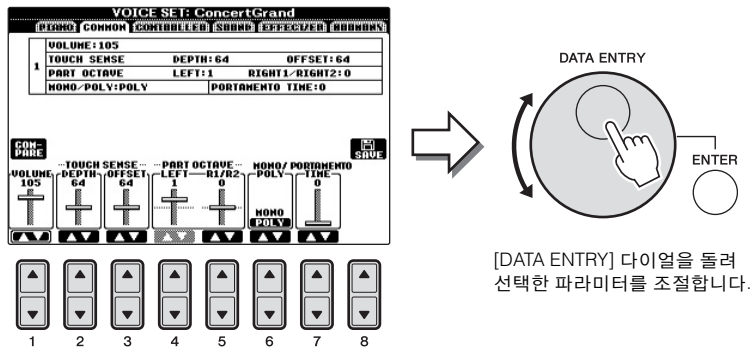 VOICE SET: ConcertGrand
PIANO COMMON CONTROLLER SOUND EFFECT/EQ HARMONY
VOLUME:105
1
TOUCH SENSE DEPTH:64 OFFSET:64
PART OCTAVE LEFT:1 RIGHT1/RIGHT2:0
MONO/POLY:POLY PORTAMENTO TIME:0
COM-
PARE
SAVE
TOUCH SENSE PART OCTAVE MONO/ PORTAMENTO
VOLUME DEPTH OFFSET LEFT R1/R2 POLY TIME
105 64 64 1 0 0
MONO
POLY
1 2 3 4 5 6 7 8
DATA ENTRY
ENTER
[DATA ENTRY] 다이얼을 돌려
선택한 파라미터를 조절합니다.